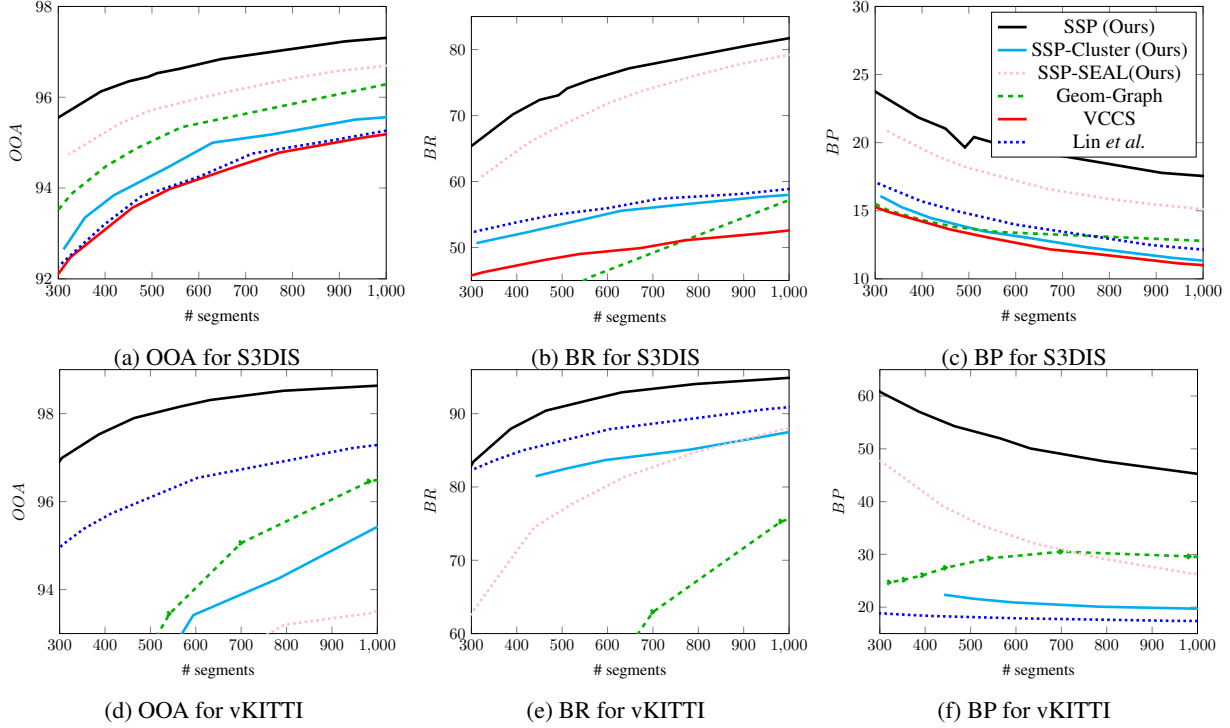 98
97
96
94
92
OOA
300 400 500 600 700 800 900 1,000
# segments
(a) OOA for S3DIS
80
70
60
50
BR
300 400 500 600 700 800 900 1,000
# segments
(b) BR for S3DIS
30
25
20
15
10
BP
300 400 500 600 700 800 900 1,000
# segments
SSP (Ours)
SSP-Cluster (Ours)
SSP-SEAL(Ours)
Geom-Graph
VCCS
Lin et al.
(c) BP for S3DIS
98
96
94
93
OOA
300 400 500 600 700 800 900 1,000
# segments
(d) OOA for vKITTI
90
80
70
60
BR
300 400 500 600 700 800 900 1,000
# segments
(e) BR for vKITTI
60
50
40
30
20
BP
300 400 500 600 700 800 900 1,000
# segments
(f) BP for vKITTI